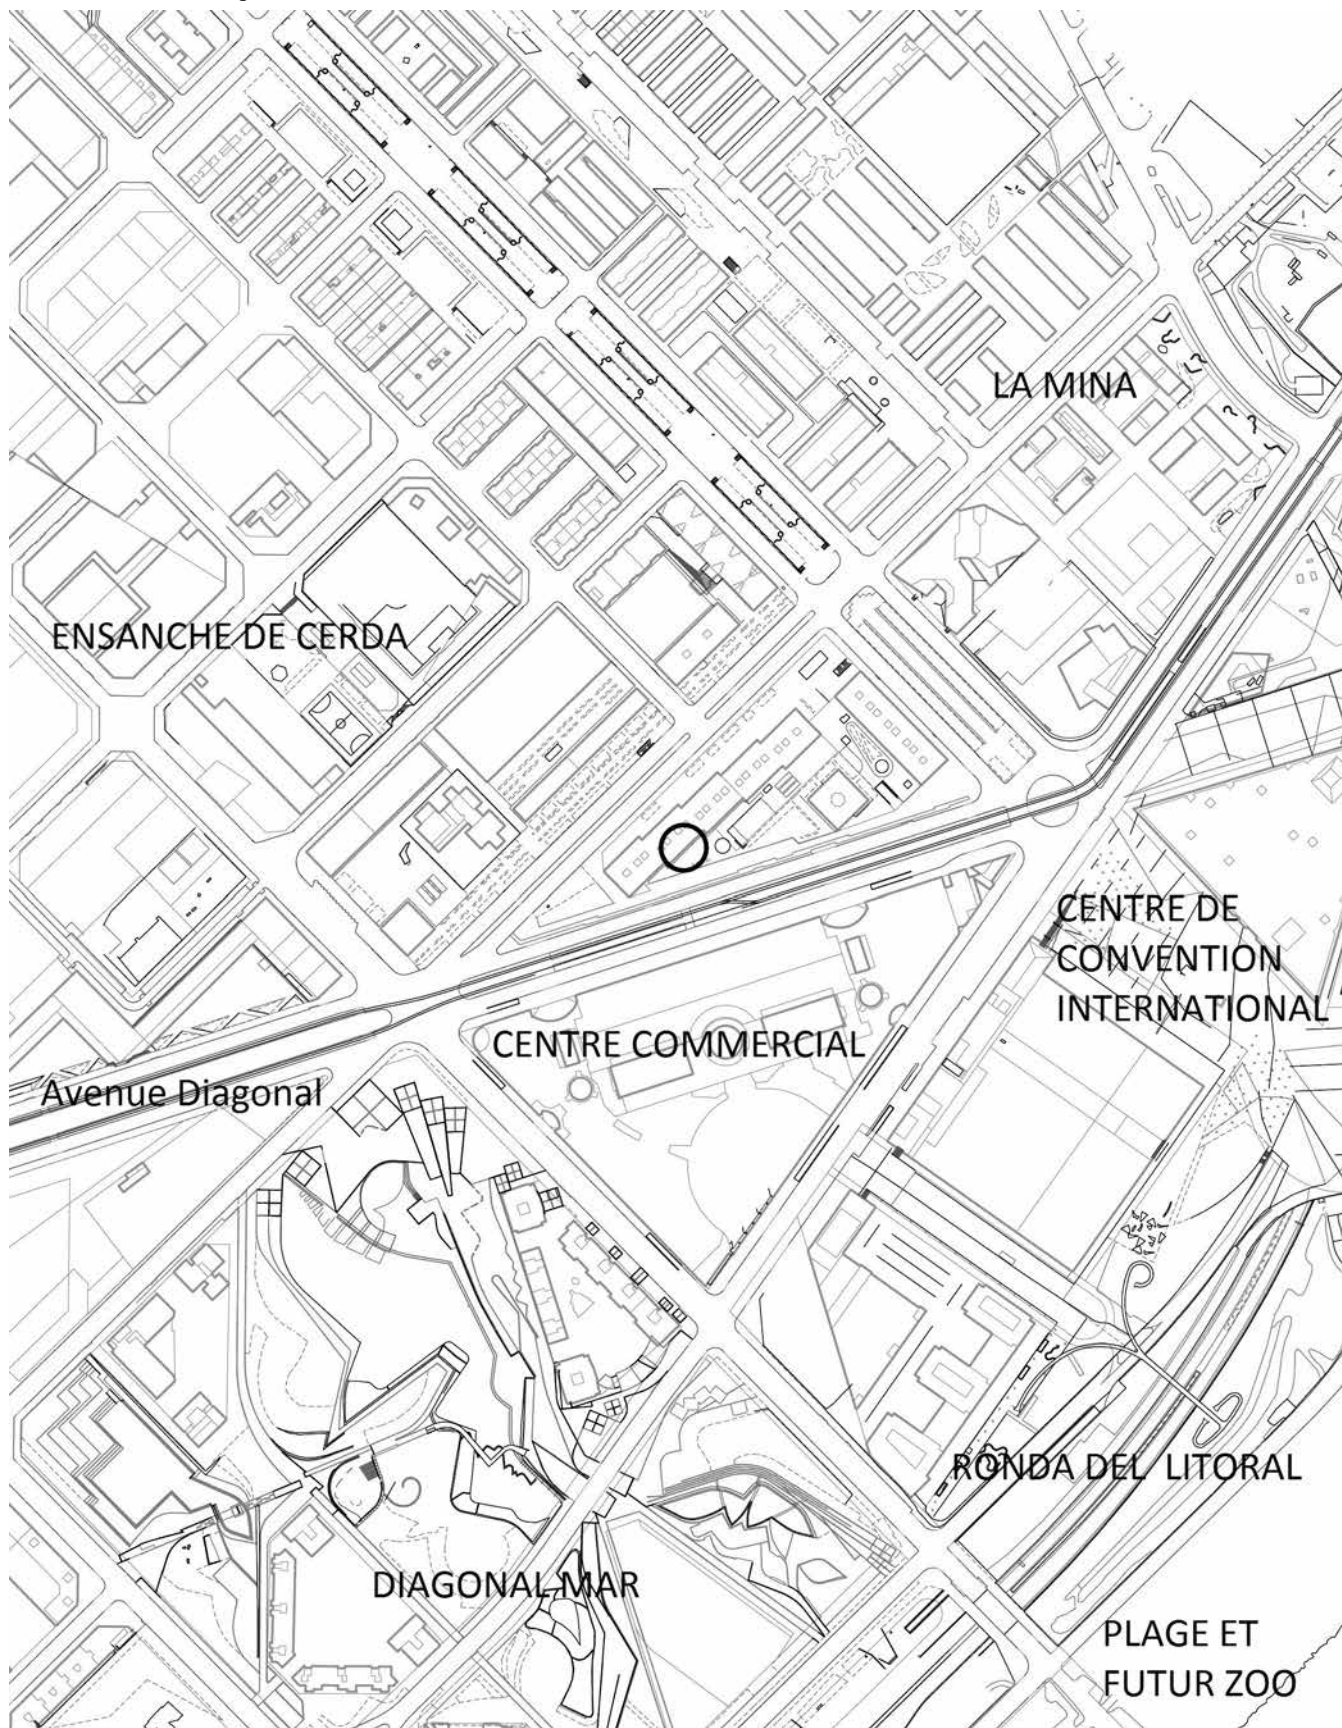 LA MINA
ENSANCHE DE CERDA
CENTRE DE
CONVENTION
INTERNATIONAL
CENTRE COMMERCIAL
Avenue Diagonal
RONDA DEL LITORAL
DIAGONAL MAR
PLAGE ET
FUTUR ZOO